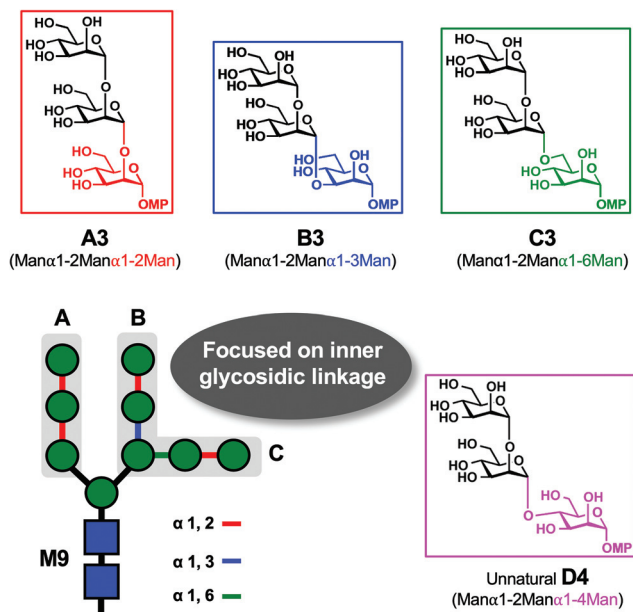 HO
OH
HO
HO
O
O
HO
HO
HO
O
O
HO
HO
HO
O
OMP
HO
OH
HO
HO
O
O
HO
HO
HO
O
HO
OH
HO
O
O
OMP
HO
OH
HO
HO
O
O
HO
HO
HO
O
O
OH
HO
HO
O
OMP
A3
(Manα1-2Manα1-2Man)
B3
(Manα1-2Manα1-3Man)
C3
(Manα1-2Manα1-6Man)
A
B
Focused on inner
glycosidic linkage
C
M9
α 1, 2
α 1, 3
α 1, 6
HO
OH
HO
HO
O
O
HO
HO
HO
O
O
HO
HO
O
OMP
Unnatural D4
(Manα1-2Manα1-4Man)